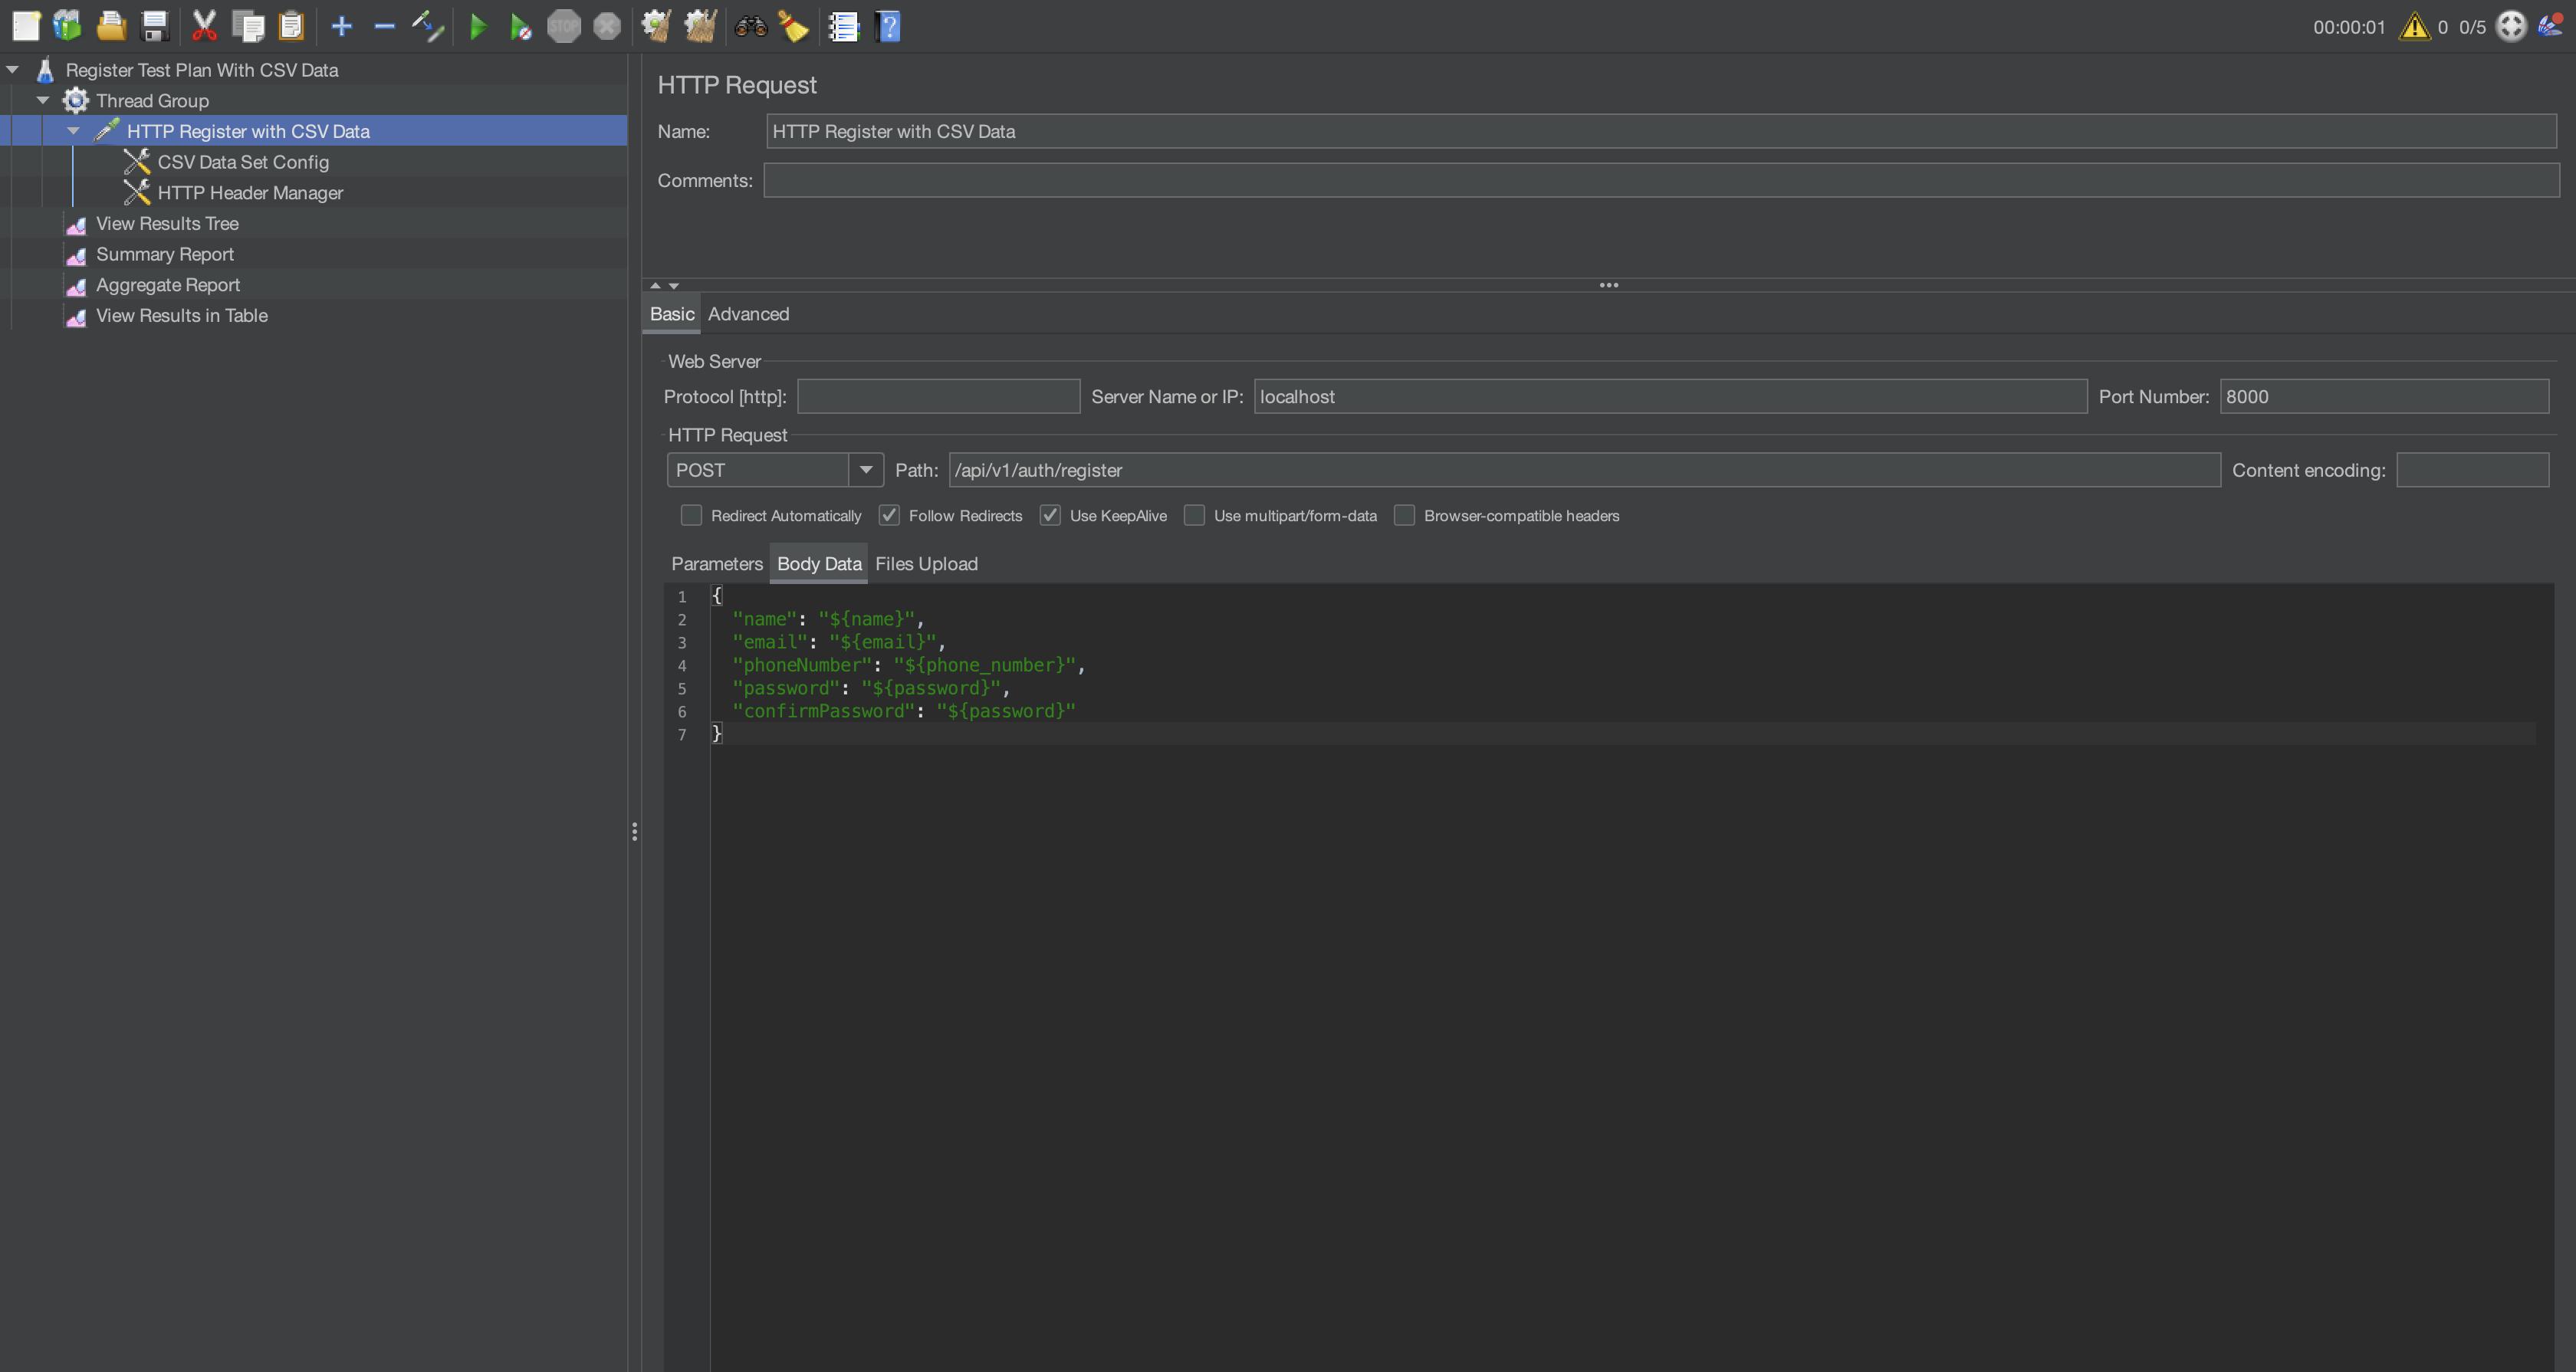 STOP
00:00:01 0 0/5
Register Test Plan With CSV Data
Thread Group
HTTP Register with CSV Data
CSV Data Set Config
HTTP Header Manager
View Results Tree
Summary Report
Aggregate Report
View Results in Table
HTTP Request
Name: HTTP Register with CSV Data
Comments:
Basic Advanced
Web Server
Protocol [http]: Server Name or IP: localhost Port Number: 8000
HTTP Request
POST Path: /api/v1/auth/register Content encoding:
Redirect Automatically Follow Redirects Use KeepAlive Use multipart/form-data Browser-compatible headers
Parameters Body Data Files Upload
1 {
2 "name": "${name}",
3 "email": "${email}",
4 "phoneNumber": "${phone_number}",
5 "password": "${password}",
6 "confirmPassword": "${password}"
7 }